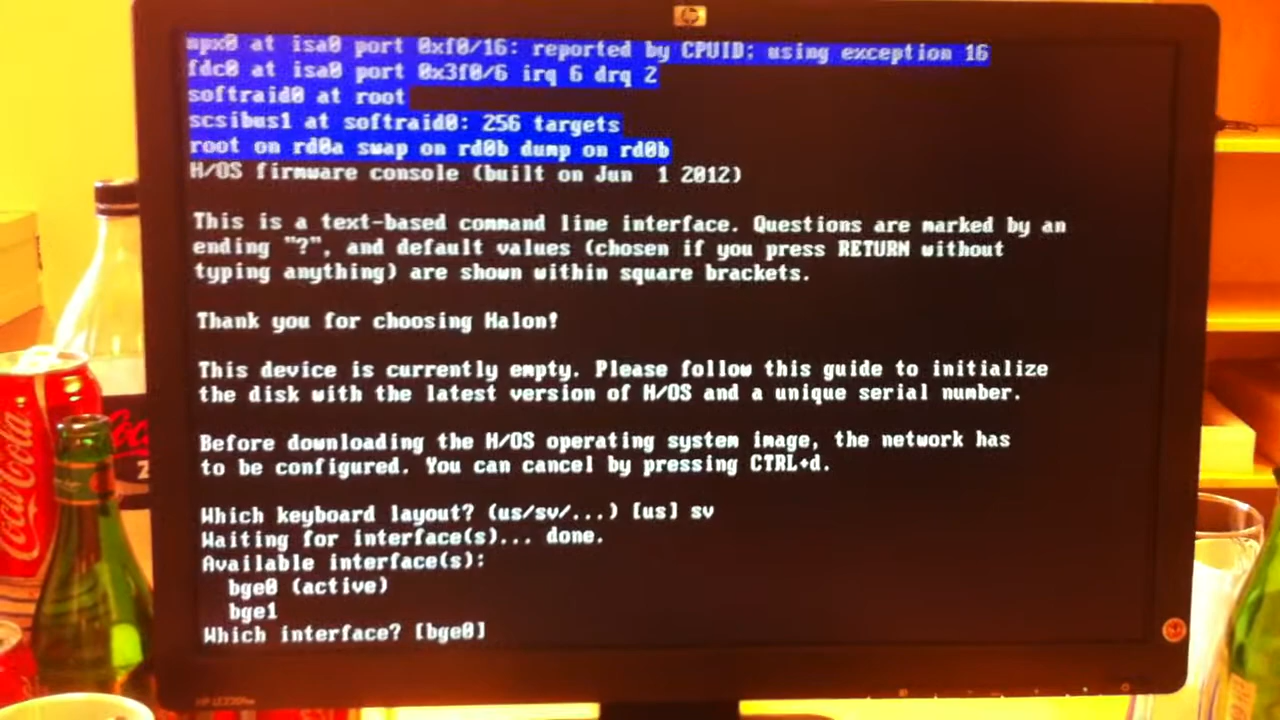 npx0 at isa0 port 0xf0/16: reported by CPUID; using exception 16
fdc0 at isa0 port 0x3f0/6 irq 6 drq 2
softraid0 at root
scsibus1 at softraid0: 256 targets
root on rd0a swap on rd0b dump on rd0b
H/OS firmware console (built on Jun  1 2012)
This is a text-based command line interface. Questions are marked by an
ending "?", and default values (chosen if you press RETURN without
typing anything) are shown within square brackets.
Thank you for choosing Halon!
This device is currently empty. Please follow this guide to initialize
the disk with the latest version of H/OS and a unique serial number.
Before downloading the H/OS operating system image, the network has
to be configured. You can cancel by pressing CTRL+d.
Which keyboard layout? (us/sv/...) [us] sv
Waiting for interface(s)... done.
Available interface(s):
bge0 (active)
bge1
Which interface? [bge0]
hp
Coca-Cola